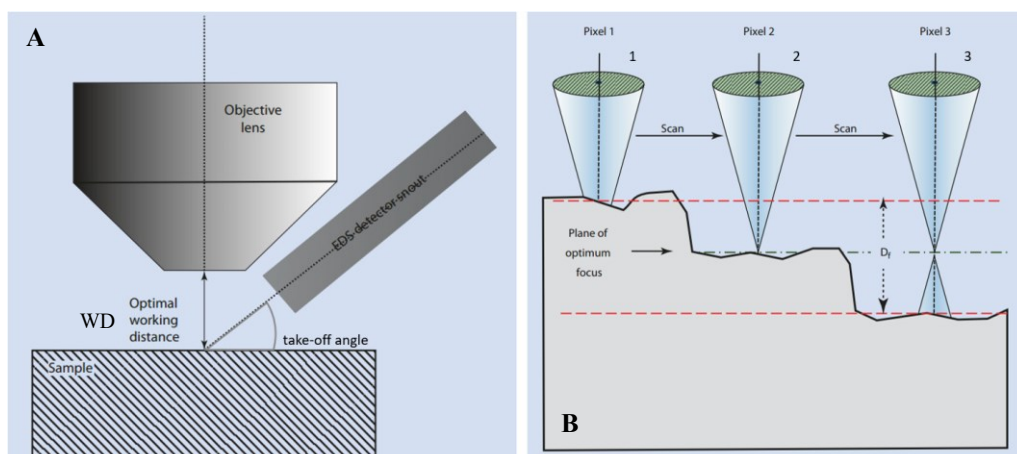 A
Objective
lens
EDS detector snout
WD
Optimal
working
distance
take-off angle
Sample
Pixel 1
Pixel 2
Pixel 3
1
2
3
Scan
Scan
Plane of
optimum
focus
Df
B